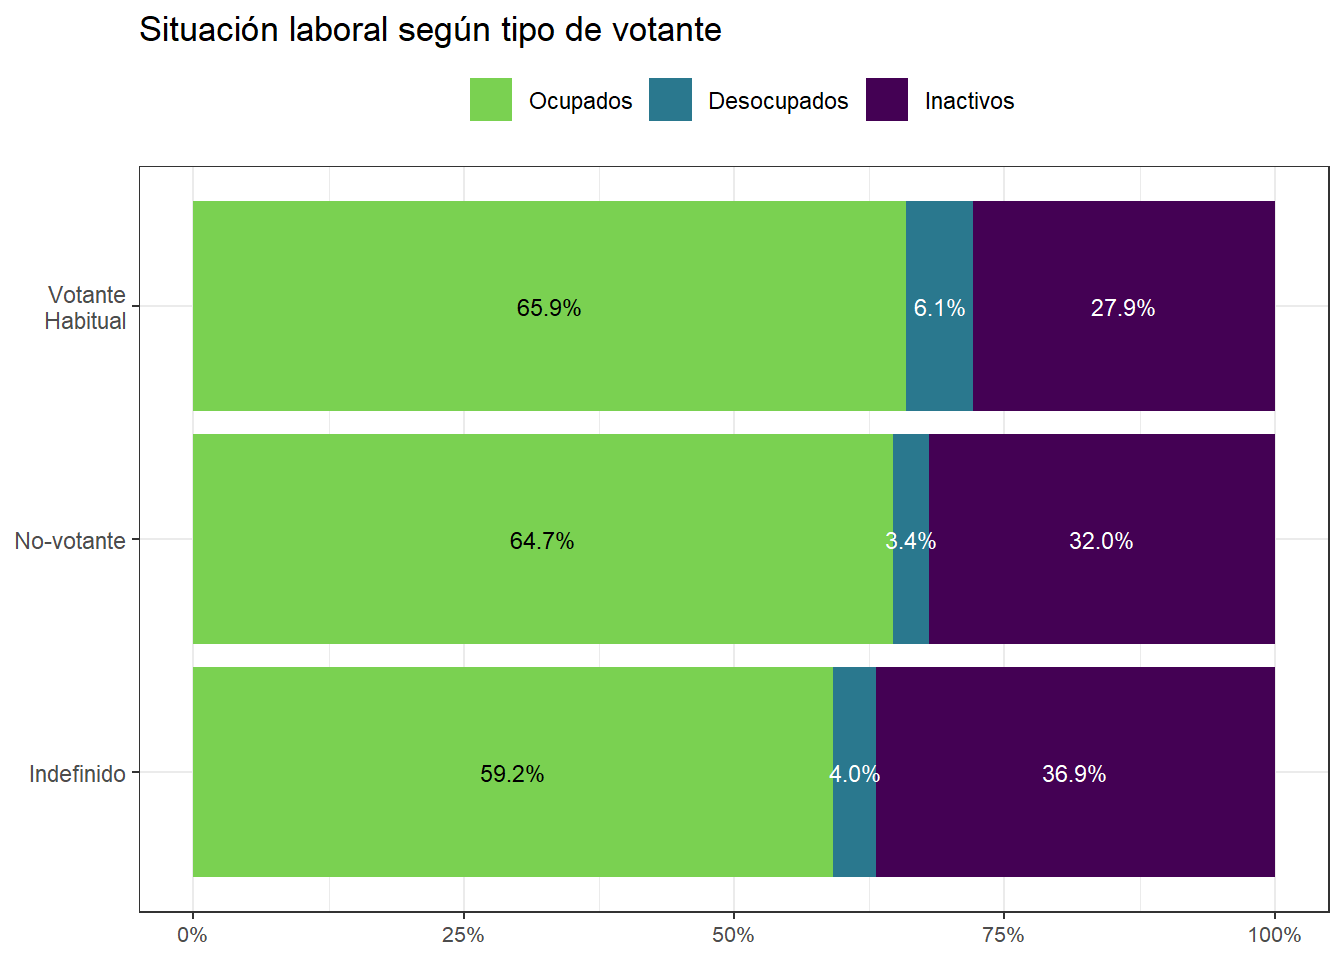 Situación laboral según tipo de votante
Ocupados Desocupados Inactivos
Votante
Habitual
65.9% 6.1% 27.9%
No-votante 64.7% 3.4% 32.0%
Indefinido 59.2% 4.0% 36.9%
0% 25% 50% 75% 100%